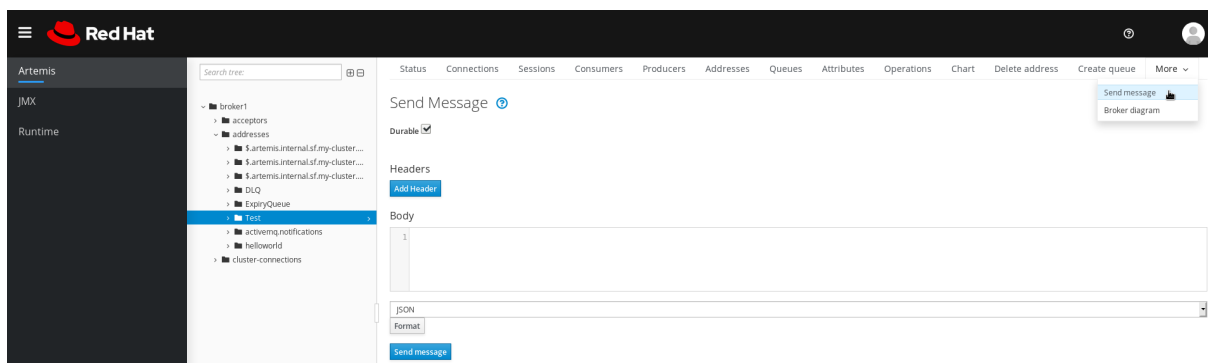 Red Hat
Artemis
JMX
Runtime
Search tree:
broker1
acceptors
addresses
$.artemis.internal.sf.my-cluster....
$.artemis.internal.sf.my-cluster....
$.artemis.internal.sf.my-cluster....
DLQ
ExpiryQueue
Test
activemq.notifications
helloworld
cluster-connections
Status Connections Sessions Consumers Producers Addresses Queues Attributes Operations Chart Delete address Create queue More
Send message
Broker diagram
Send Message
Durable
Headers
Add Header
Body
1
JSON
Format
Send message